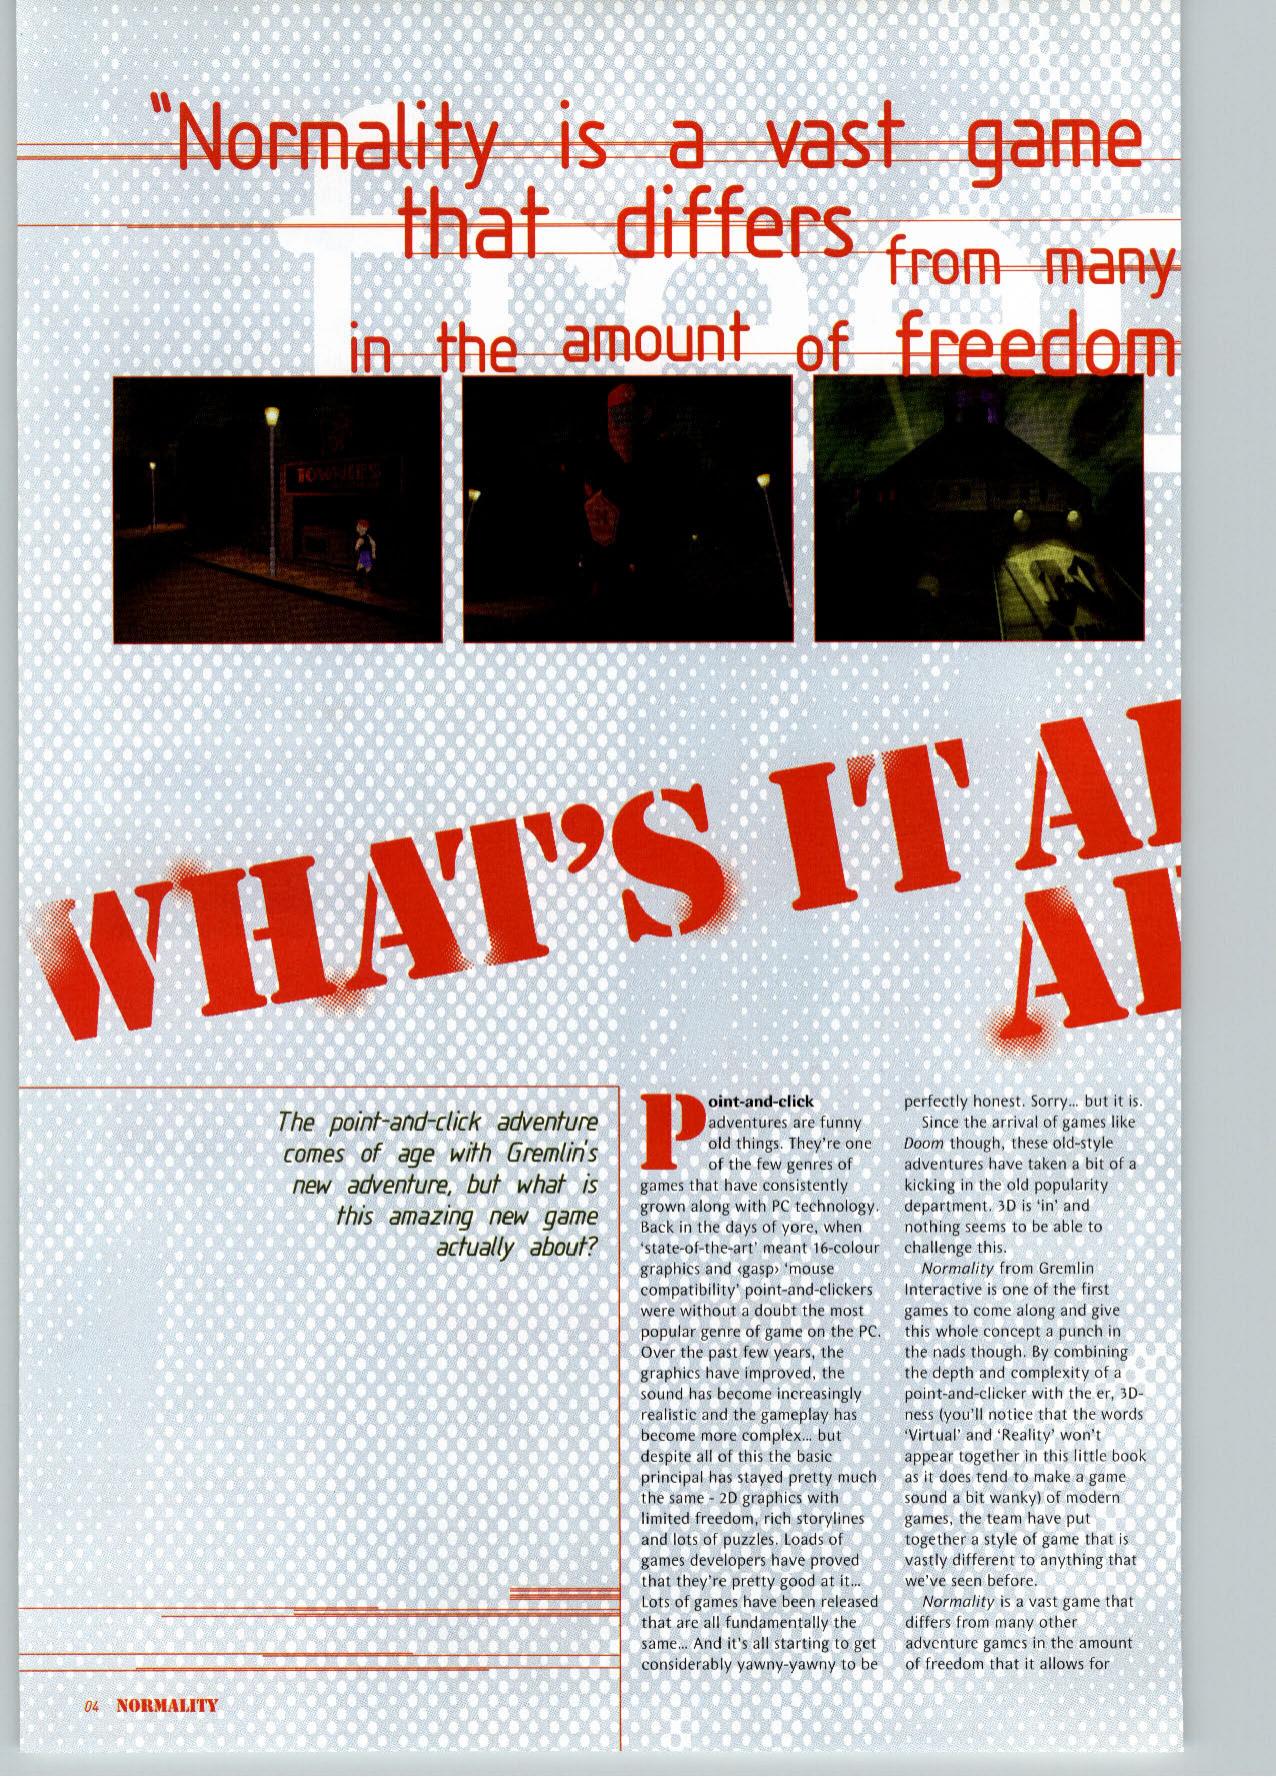 “Normality is a vast game
that differs from many
in the amount of freedom
TOWNIE'S
WHAT'S IT A
A
The point-and-click adventure
comes of age with Gremlin's
new adventure, but what is
this amazing new game
actually about?
Point-and-click
adventures are funny
old things. They're one
of the few genres of
games that have consistently
grown along with PC technology.
Back in the days of yore, when
‘state-of-the-art’ meant 16-colour
graphics and ‹gasp› ‘mouse
compatibility’ point-and-clickers
were without a doubt the most
popular genre of game on the PC.
Over the past few years, the
graphics have improved, the
sound has become increasingly
realistic and the gameplay has
become more complex... but
despite all of this the basic
principal has stayed pretty much
the same - 2D graphics with
limited freedom, rich storylines
and lots of puzzles. Loads of
games developers have proved
that they're pretty good at it...
Lots of games have been released
that are all fundamentally the
same... And it's all starting to get
considerably yawny-yawny to be
perfectly honest. Sorry... but it is.
Since the arrival of games like
Doom though, these old-style
adventures have taken a bit of a
kicking in the old popularity
department. 3D is ‘in’ and
nothing seems to be able to
challenge this.
Normality from Gremlin
Interactive is one of the first
games to come along and give
this whole concept a punch in
the nads though. By combining
the depth and complexity of a
point-and-clicker with the er, 3D-
ness (you'll notice that the words
‘Virtual’ and ‘Reality’ won't
appear together in this little book
as it does tend to make a game
sound a bit wanky) of modern
games, the team have put
together a style of game that is
vastly different to anything that
we've seen before.
Normality is a vast game that
differs from many other
adventure games in the amount
of freedom that it allows for
04 NORMALITY